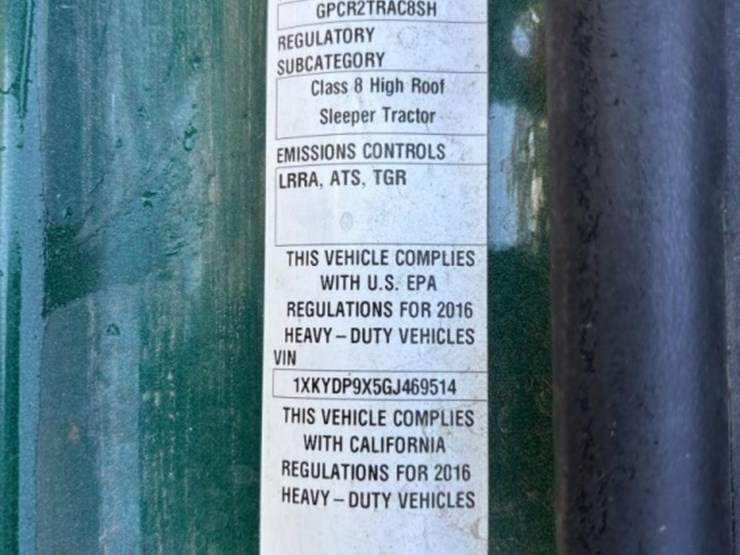 GPCR2TRAC8SH
REGULATORY
SUBCATEGORY
Class 8 High Roof
Sleeper Tractor
EMISSIONS CONTROLS
LRRA, ATS, TGR
THIS VEHICLE COMPLIES
WITH U.S. EPA
REGULATIONS FOR 2016
HEAVY – DUTY VEHICLES
VIN
1XKYDP9X5GJ469514
THIS VEHICLE COMPLIES
WITH CALIFORNIA
REGULATIONS FOR 2016
HEAVY – DUTY VEHICLES